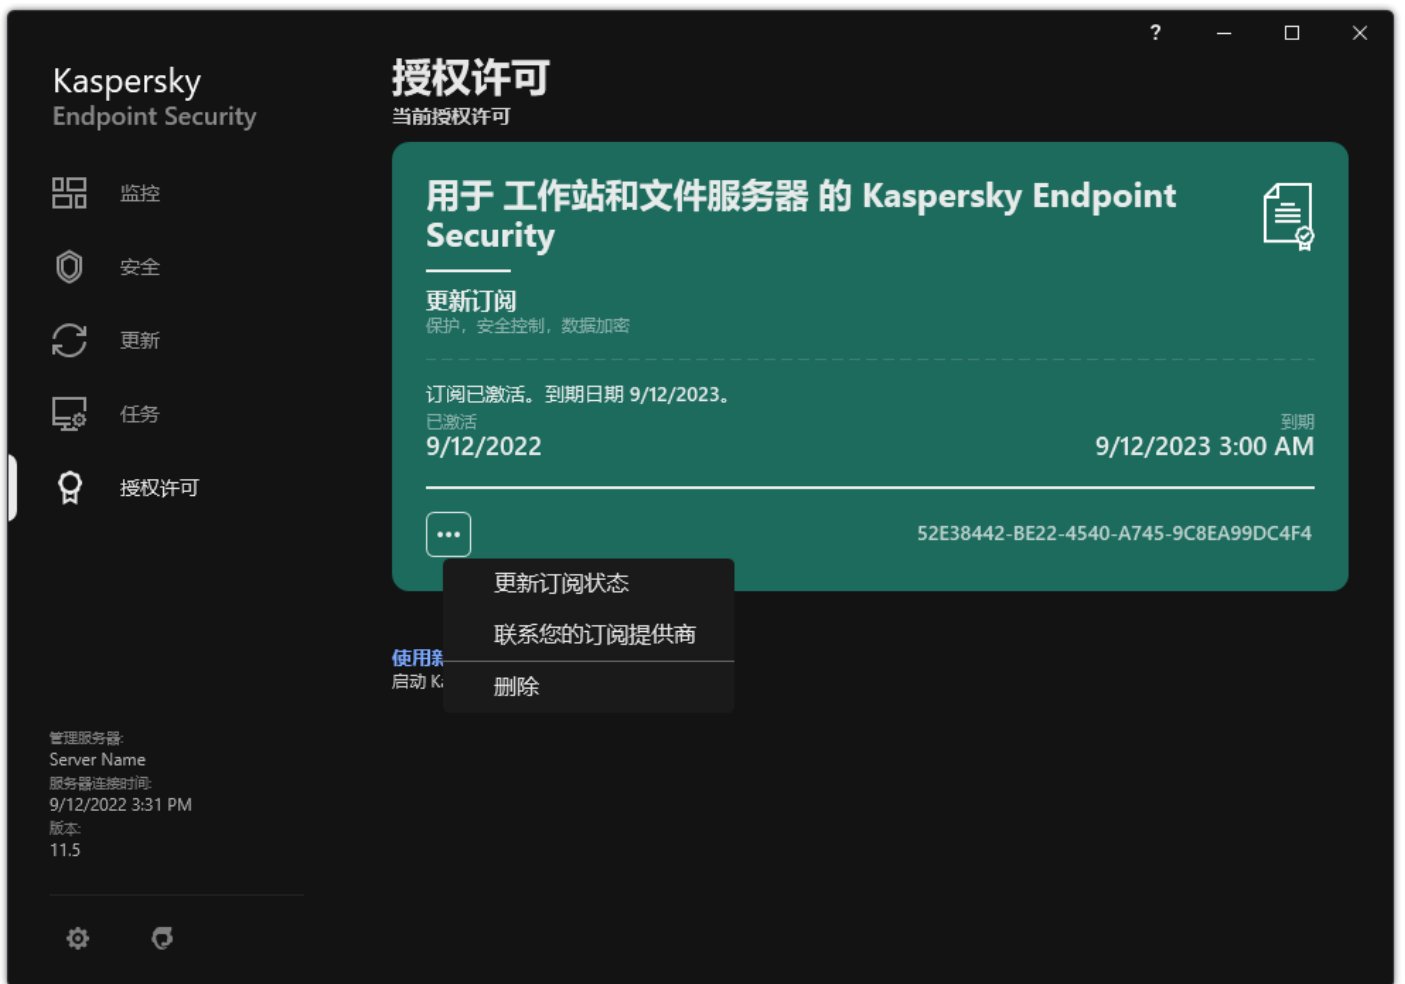 ?
Kaspersky
Endpoint Security
监控
安全
更新
任务
授权许可
管理服务器:
Server Name
服务器连接时间:
9/12/2022 3:31 PM
版本:
11.5
授权许可
当前授权许可
用于 工作站和文件服务器 的 Kaspersky Endpoint
Security
更新订阅
保护，安全控制，数据加密
订阅已激活。到期日期 9/12/2023。
已激活
到期
9/12/2022
9/12/2023 3:00 AM
•••
52E38442-BE22-4540-A745-9C8EA99DC4F4
更新订阅状态
联系您的订阅提供商
删除
使用新
启动